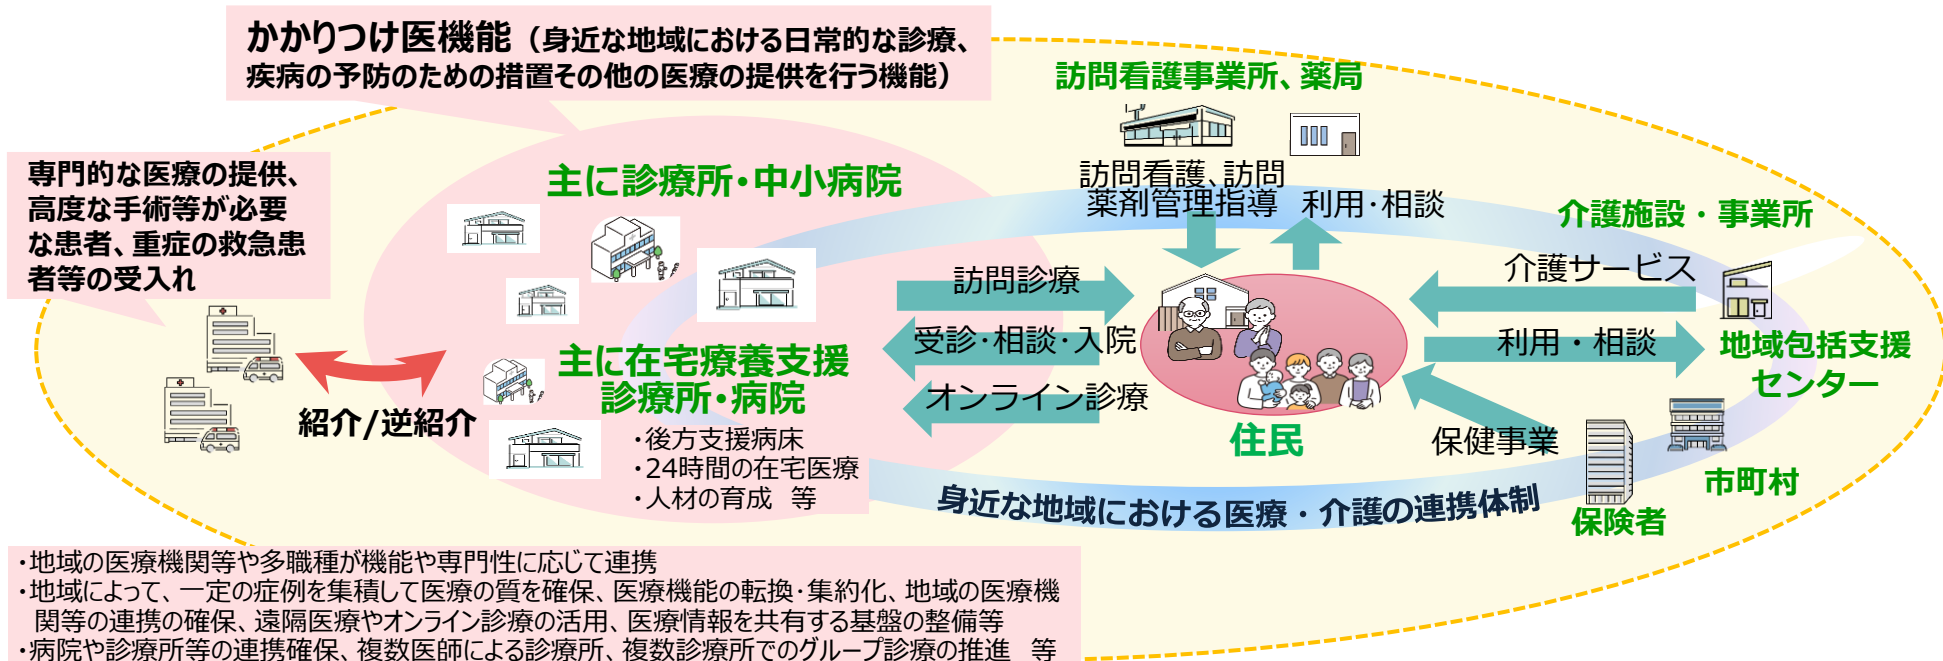 かかりつけ医機能（身近な地域における日常的な診療、
疾病の予防のための措置その他の医療の提供を行う機能）
専門的な医療の提供、
高度な手術等が必要
な患者、重症の救急患
者等の受入れ
紹介/逆紹介
主に診療所・中小病院
主に在宅療養支援
診療所・病院
・後方支援病床
・24時間の在宅医療
・人材の育成　等
訪問診療
受診・相談・入院
オンライン診療
訪問看護事業所、薬局
訪問看護、訪問
薬剤管理指導
利用・相談
住民
介護施設・事業所
介護サービス
利用・相談
地域包括支援
センター
保健事業
市町村
保険者
身近な地域における医療・介護の連携体制
・地域の医療機関等や多職種が機能や専門性に応じて連携
・地域によって、一定の症例を集積して医療の質を確保、医療機能の転換・集約化、地域の医療機
関等の連携の確保、遠隔医療やオンライン診療の活用、医療情報を共有する基盤の整備等
・病院や診療所等の連携確保、複数医師による診療所、複数診療所でのグループ診療の推進　等